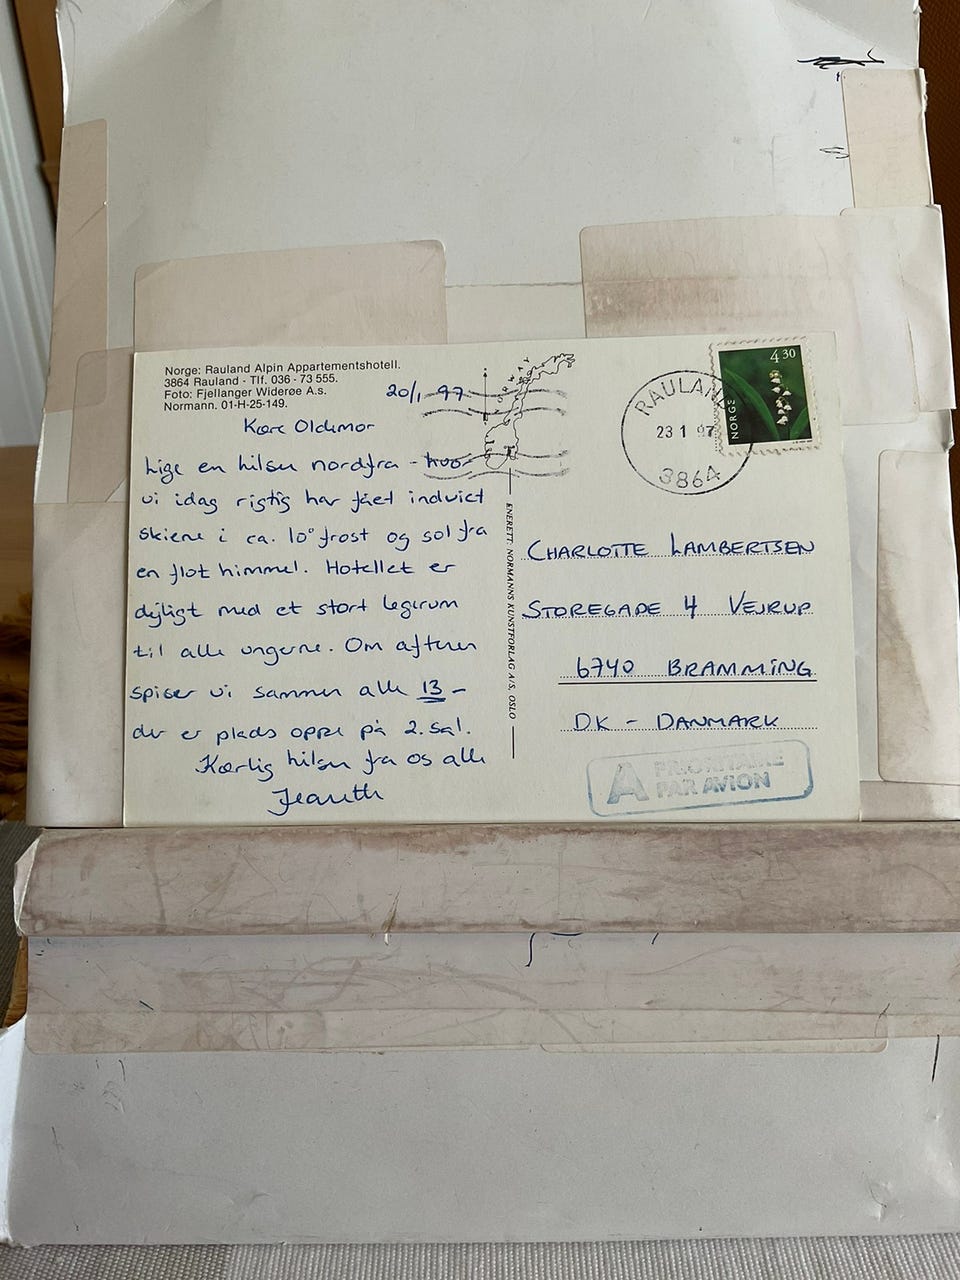 Norge: Rauland Alpin Appartementshotell.
3864 Rauland - Tlf. 036 - 73 555.
Foto: Fjellanger Widerøe A.s.
Normann. 01-H-25-149.
20/1 97
Kære Oldemor
Lige en hilsen nordfra - hvor
vi idag rigtig har fået indviet
skiene i ca. 10° frost og sol fra
en flot himmel. Hotellet er
dejligt med et stort legerum
til alle ungerne. Om aftenen
spiser vi sammen alle 13 -
der er plads oppe på 2. sal.
Kærlig hilsen fra os alle
Jeanette
ENERETT: NORMANNS KUNSTFORLAG A/S, OSLO
NORWAY
RAULAND
23 1 97
3864
NORGE
4 30
CHARLOTTE LAMBERTSEN
STOREGADE 4 VEJRUP
6740 BRAMMING
DK - DANMARK
A PRIORITAIRE
PAR AVION